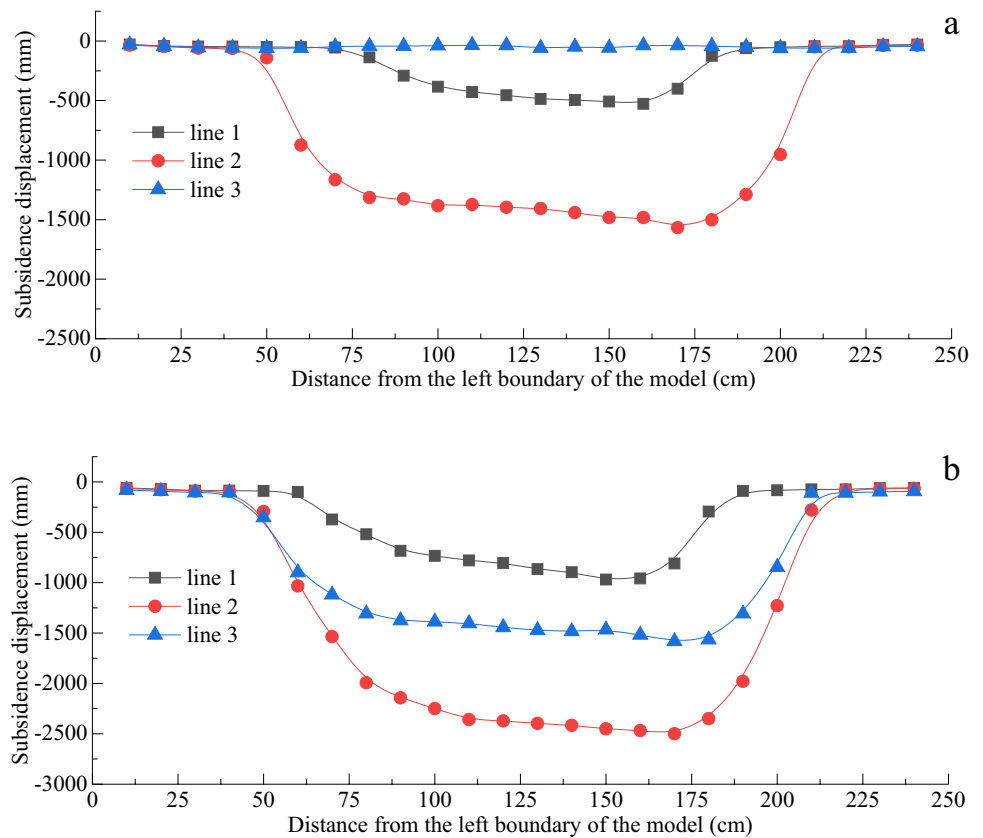 a
Subsidence displacement (mm)
0
-500
-1000
-1500
-2000
-2500
line 1
line 2
line 3
0 25 50 75 100 125 150 175 200 225 250
Distance from the left boundary of the model (cm)
b
Subsidence displacement (mm)
0
-500
-1000
-1500
-2000
-2500
-3000
line 1
line 2
line 3
0 25 50 75 100 125 150 175 200 225 250
Distance from the left boundary of the model (cm)